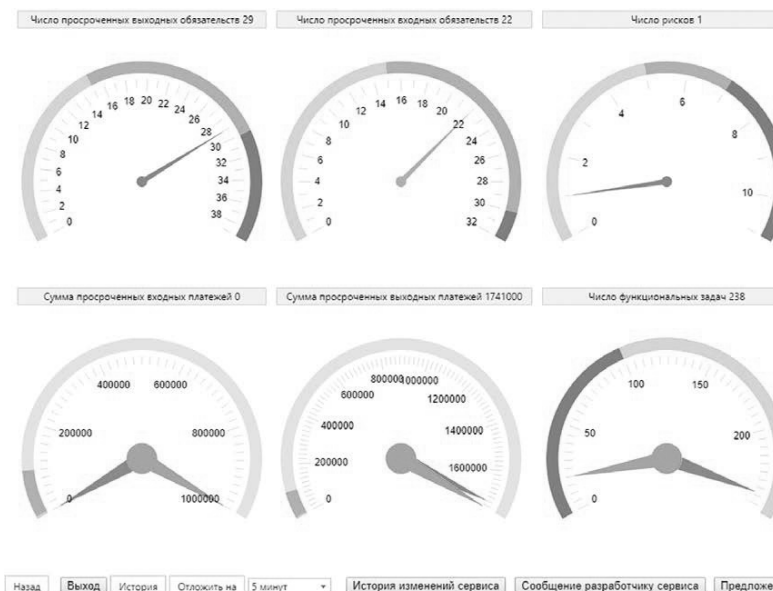 Число просроченных выходных обязательств 29
Число просроченных входных обязательств 22
Число рисков 1
0 2 4 6 8 10 12 14 16 18 20 22 24 26 28 30 32 34 36 38
0 2 4 6 8 10 12 14 16 18 20 22 24 26 28 30 32
0 2 4 6 8 10
Сумма просроченных входных платежей 0
Сумма просроченных выходных платежей 1741000
Число функциональных задач 238
0 200000 400000 600000 800000 1000000
0 200000 400000 600000 800000 1000000 1200000 1400000 1600000
0 50 100 150 200
Назад Выход История Отложить на 5 минут История изменений сервиса Сообщение разработчику сервиса Предложе